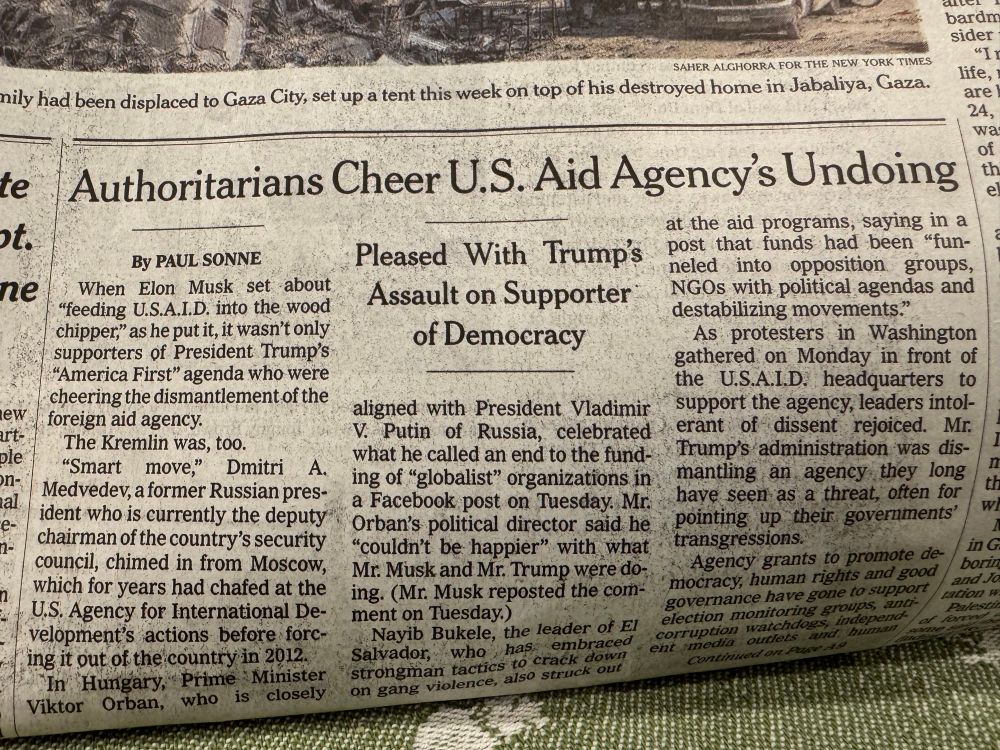 SAHER ALGHORRA FOR THE NEW YORK TIMES
had been displaced to Gaza City, set up a tent this week on top of his destroyed home in Jabaliya, Gaza.
Authoritarians Cheer U.S. Aid Agency's Undoing
By PAUL SONNE
When Elon Musk set about
“feeding U.S.A.I.D. into the wood
chipper,” as he put it, it wasn't only
supporters of President Trump's
“America First” agenda who were
cheering the dismantlement of the
foreign aid agency.
The Kremlin was, too.
“Smart move,” Dmitri A.
Medvedev, a former Russian pres-
ident who is currently the deputy
chairman of the country's security
council, chimed in from Moscow,
which for years had chafed at the
U.S. Agency for International De-
velopment's actions before forc-
ing it out of the country in 2012.
In Hungary, Prime Minister
Viktor Orban, who is closely
Pleased With Trump's
Assault on Supporter
of Democracy
aligned with President Vladimir
V. Putin of Russia, celebrated
what he called an end to the fund-
ing of “globalist” organizations in
a Facebook post on Tuesday. Mr.
Orban's political director said he
“couldn't be happier” with what
Mr. Musk and Mr. Trump were do-
ing. (Mr. Musk reposted the com-
ment on Tuesday.)
Nayib Bukele, the leader of El
Salvador, who has embraced
strongman tactics to crack down
on gang violence, also struck out
at the aid programs, saying in a
post that funds had been “fun-
neled into opposition groups,
NGOs with political agendas and
destabilizing movements.”
As protesters in Washington
gathered on Monday in front of
the U.S.A.I.D. headquarters to
support the agency, leaders intol-
erant of dissent rejoiced. Mr.
Trump's administration was dis-
mantling an agency they long
have seen as a threat, often for
pointing up their governments'
transgressions.
Agency grants to promote de-
mocracy, human rights and good
governance have gone to support
election monitoring groups, anti-
corruption watchdogs, independ-
ent media outlets and human
Continued on Page A9